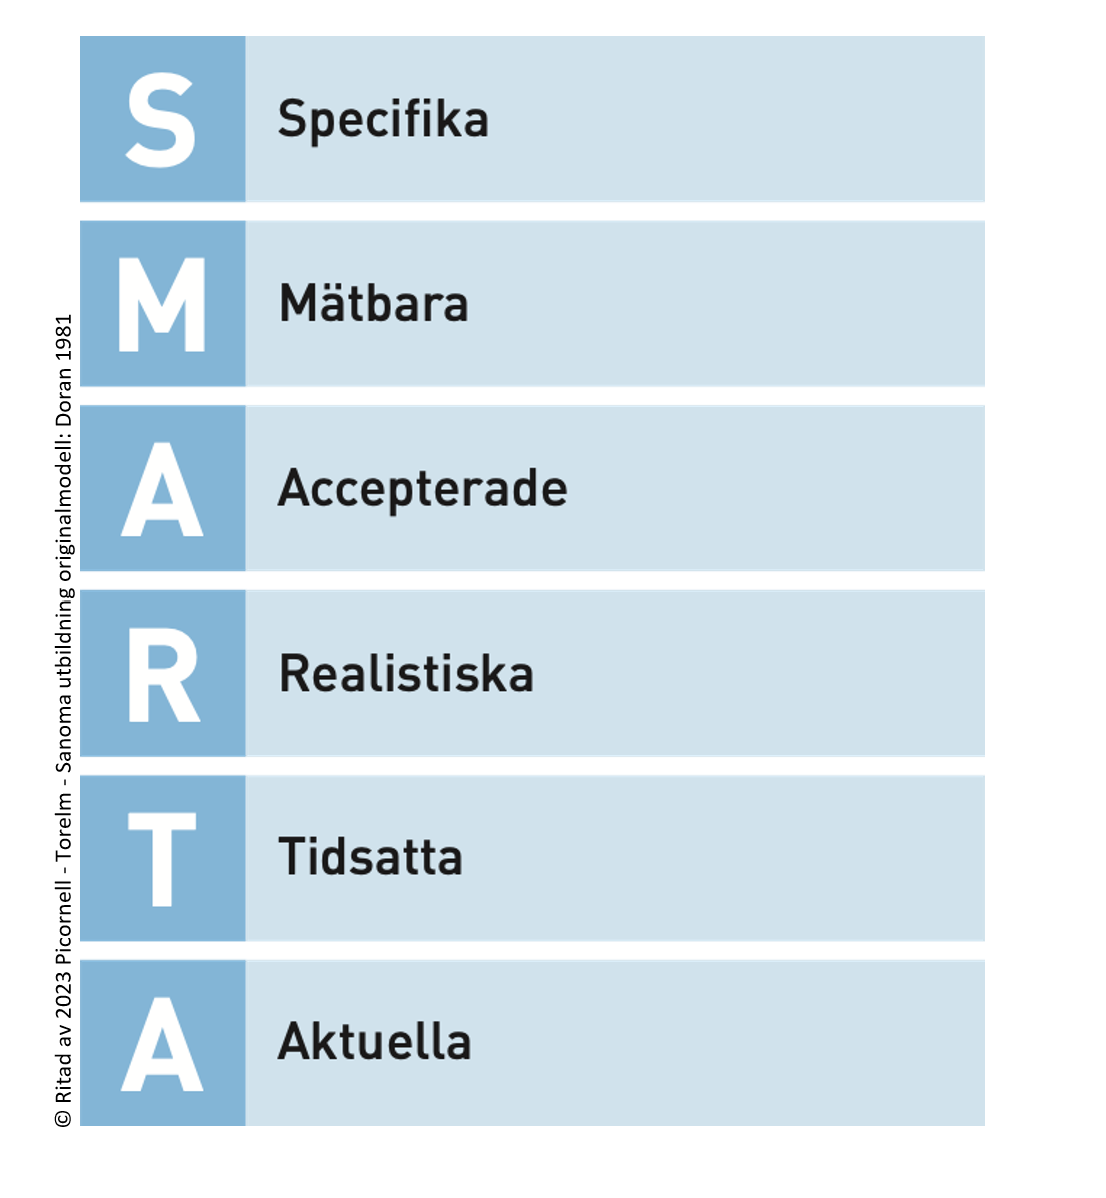 S Specifika
M Mätbara
A Accepterade
R Realistiska
T Tidsatta
A Aktuella
© Ritad av 2023 Picornell - Torelm - Sanoma utbildning originalmodell: Doran 1981